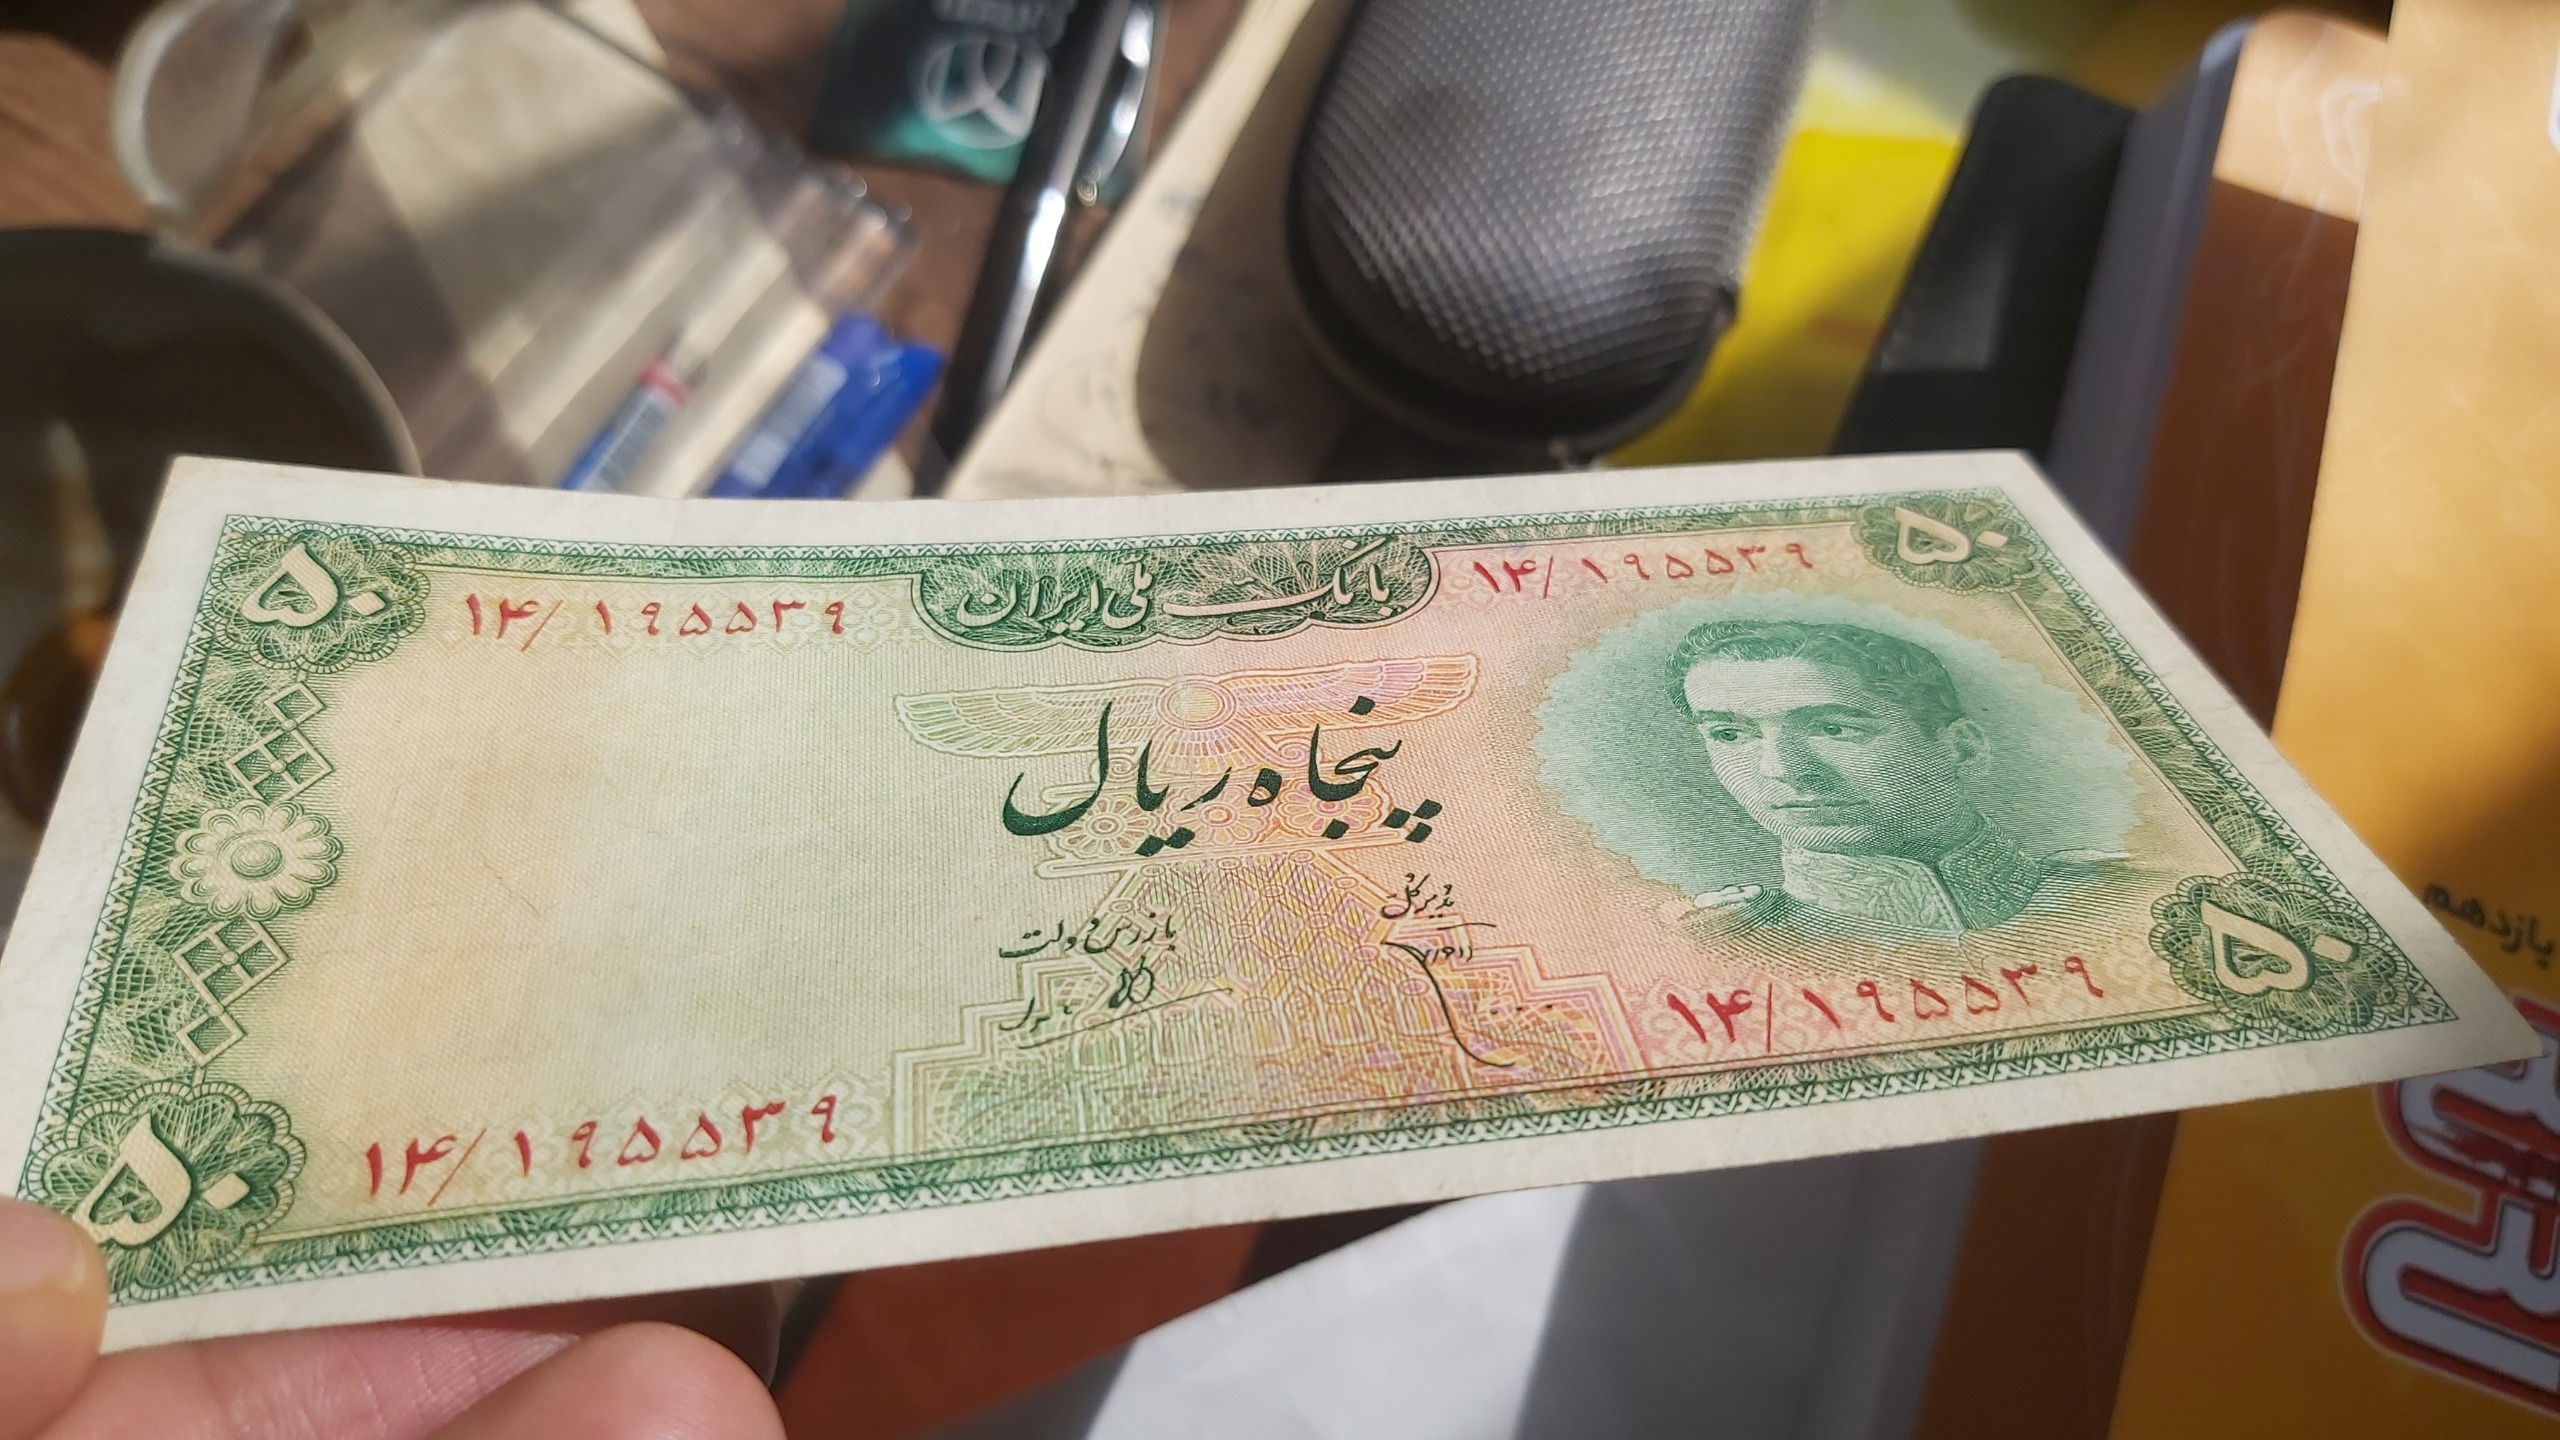 ۵۰
۵۰
بانک ملی ایران
۱۴/۱۹۵۵۳۹
۱۴/۱۹۵۵۳۹
پنجاه ریال
مدیر کل
بازرس دولت
۱۴/۱۹۵۵۳۹
۱۴/۱۹۵۵۳۹
۵۰
۵۰
یازدهم